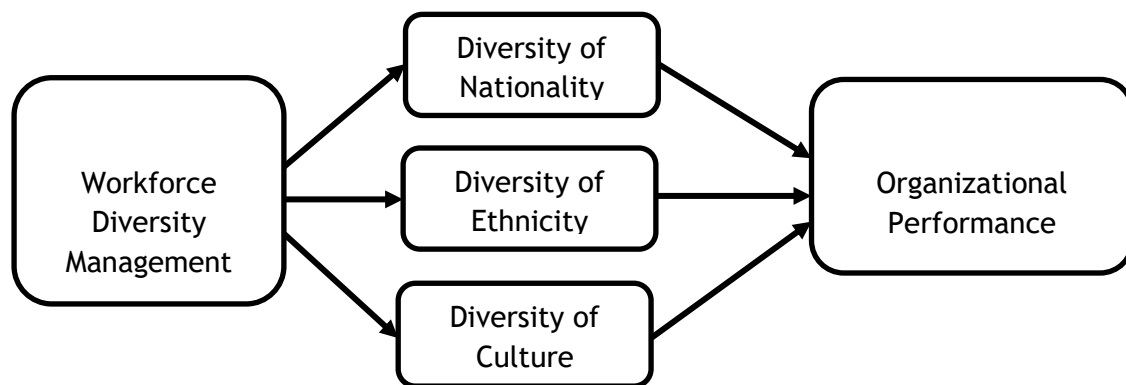 Workforce
Diversity
Management
Diversity of
Nationality
Diversity of
Ethnicity
Diversity of
Culture
Organizational
Performance